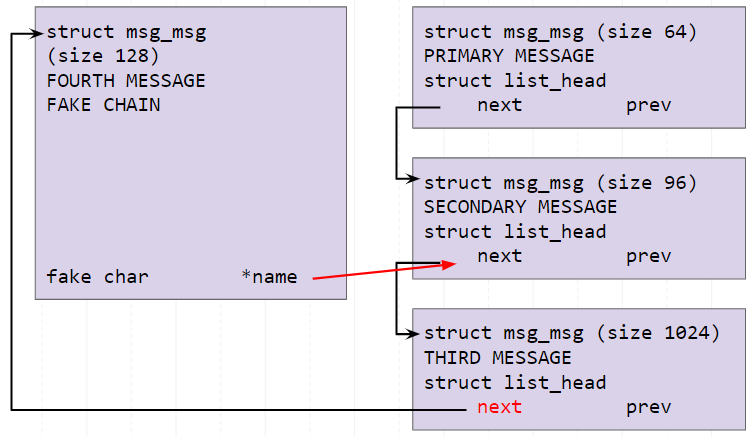 struct msg_msg
(size 128)
FOURTH MESSAGE
FAKE CHAIN
fake char *name
struct msg_msg (size 64)
PRIMARY MESSAGE
struct list_head
next prev
struct msg_msg (size 96)
SECONDARY MESSAGE
struct list_head
next prev
struct msg_msg (size 1024)
THIRD MESSAGE
struct list_head
next prev